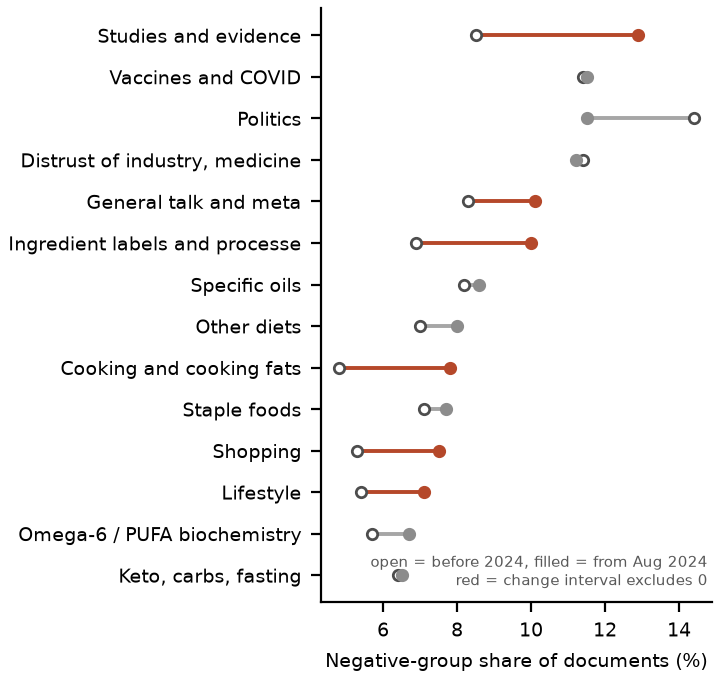 Studies and evidence
Vaccines and COVID
Politics
Distrust of industry, medicine
General talk and meta
Ingredient labels and processe
Specific oils
Other diets
Cooking and cooking fats
Staple foods
Shopping
Lifestyle
Omega-6 / PUFA biochemistry
Keto, carbs, fasting
open = before 2024, filled = from Aug 2024
red = change interval excludes 0
6 8 10 12 14
Negative-group share of documents (%)